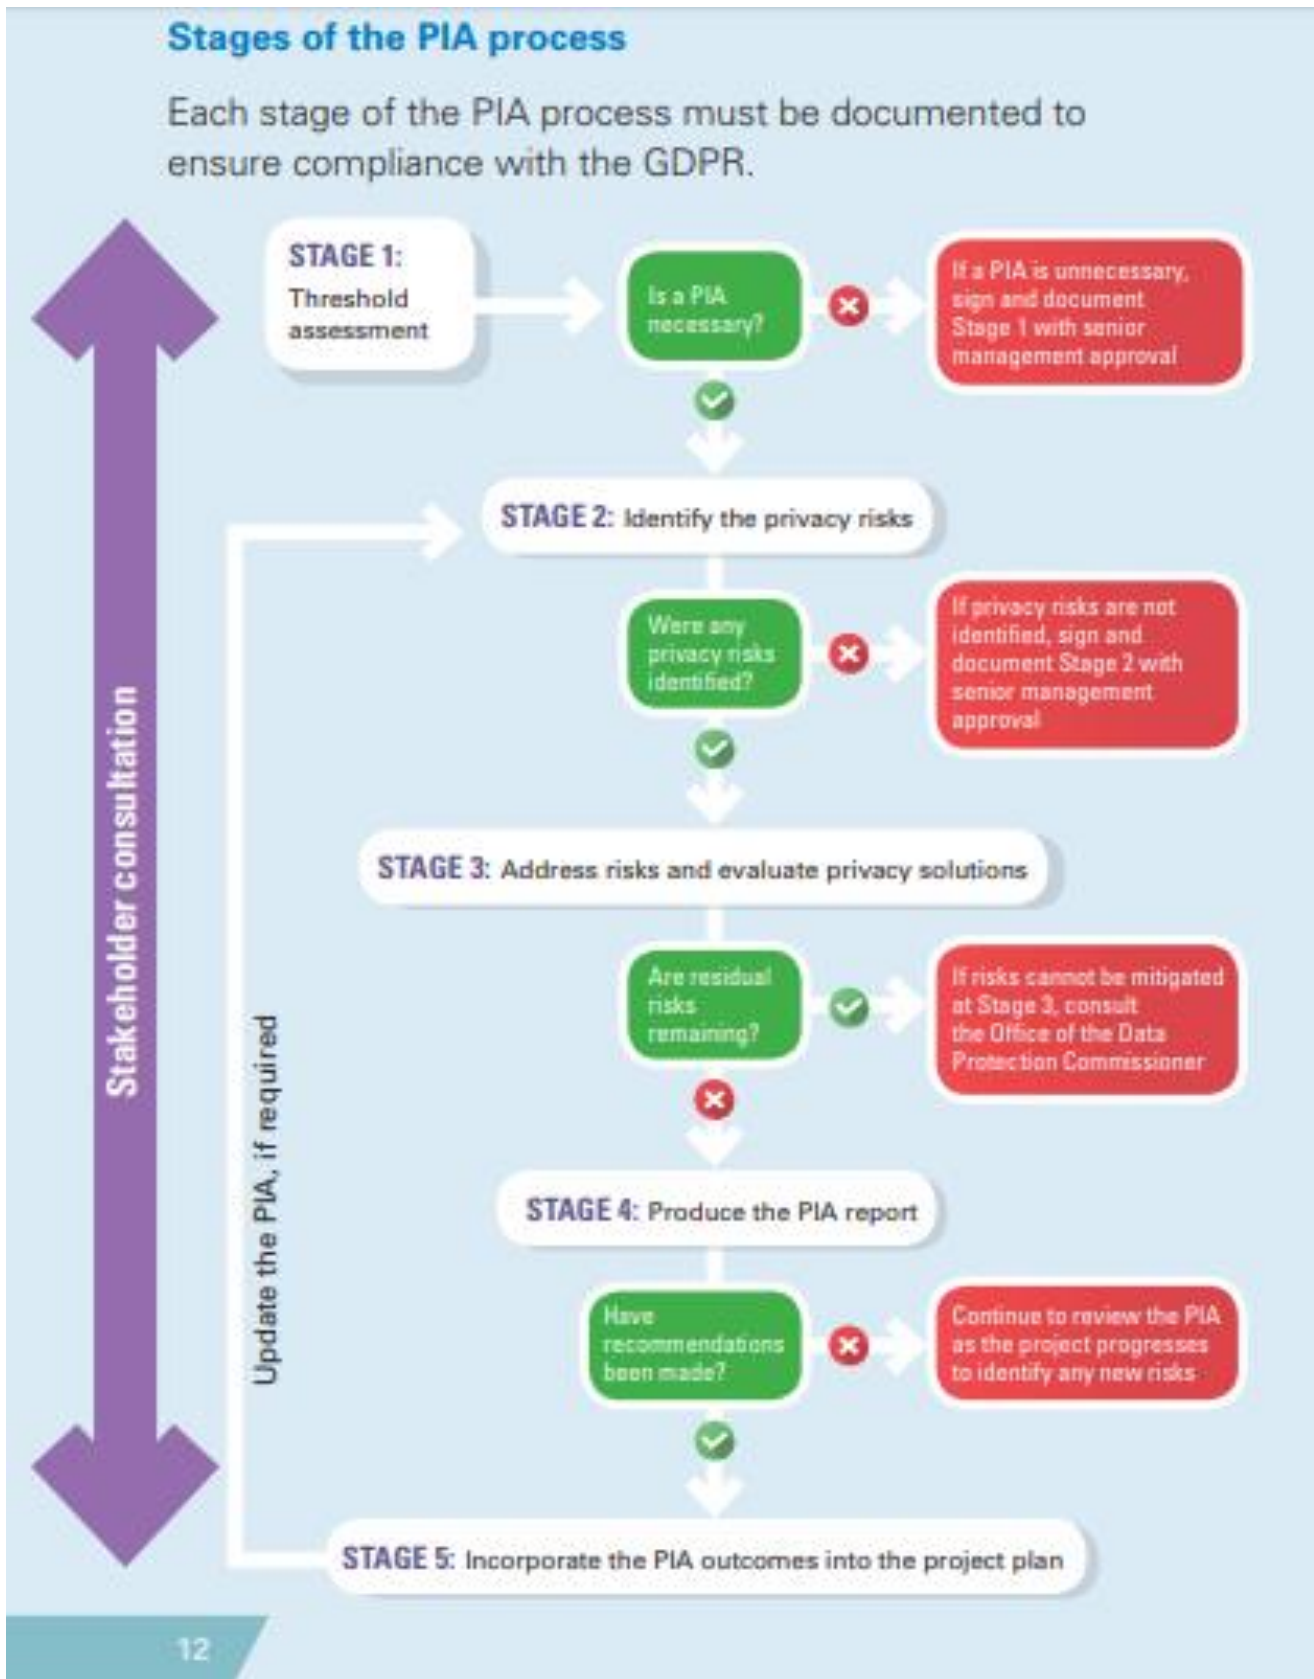 Stages of the PIA process
Each stage of the PIA process must be documented to
ensure compliance with the GDPR.
STAGE 1:
Threshold
assessment
Is a PIA
necessary?
If a PIA is unnecessary,
sign and document
Stage 1 with senior
management approval
STAGE 2: Identify the privacy risks
Were any
privacy risks
identified?
If privacy risks are not
identified, sign and
document Stage 2 with
senior management
approval
STAGE 3: Address risks and evaluate privacy solutions
Are residual
risks
remaining?
If risks cannot be mitigated
at Stage 3, consult
the Office of the Data
Protection Commissioner
STAGE 4: Produce the PIA report
Have
recommendations
been made?
Continue to review the PIA
as the project progresses
to identify any new risks
STAGE 5: Incorporate the PIA outcomes into the project plan
Stakeholder consultation
Update the PIA, if required
12